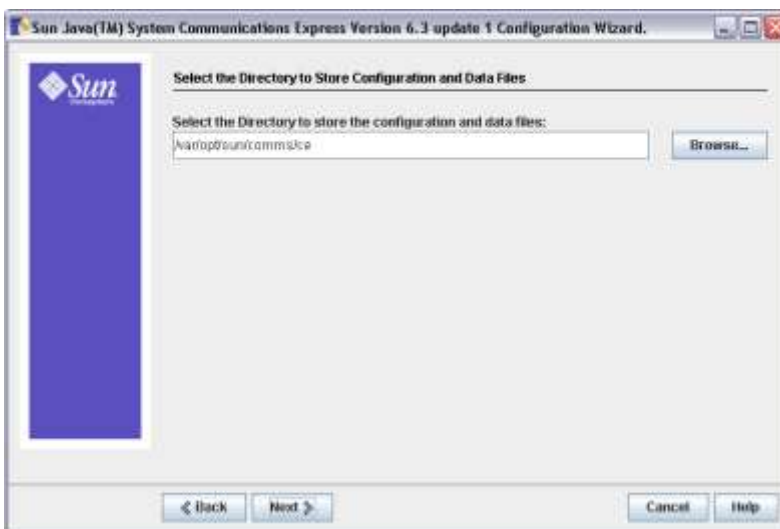 Sun Java(TM) System Communications Express Version 6.3 update 1 Configuration Wizard.
Sun
Select the Directory to Store Configuration and Data Files
Select the Directory to store the configuration and data files:
/var/opt/sun/comms/ce
Browse...
Back
Next
Cancel
Help